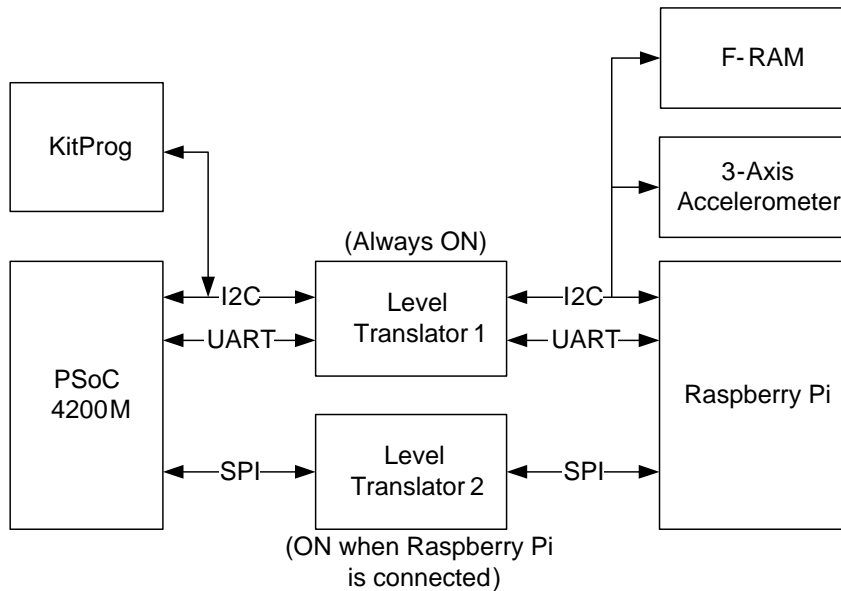 F-RAM
KitProg
3-Axis
Accelerometer
(Always ON)
I2C
Level
Translator 1
I2C
UART
UART
PSoC
4200M
Raspberry Pi
SPI
Level
Translator 2
SPI
(ON when Raspberry Pi
is connected)